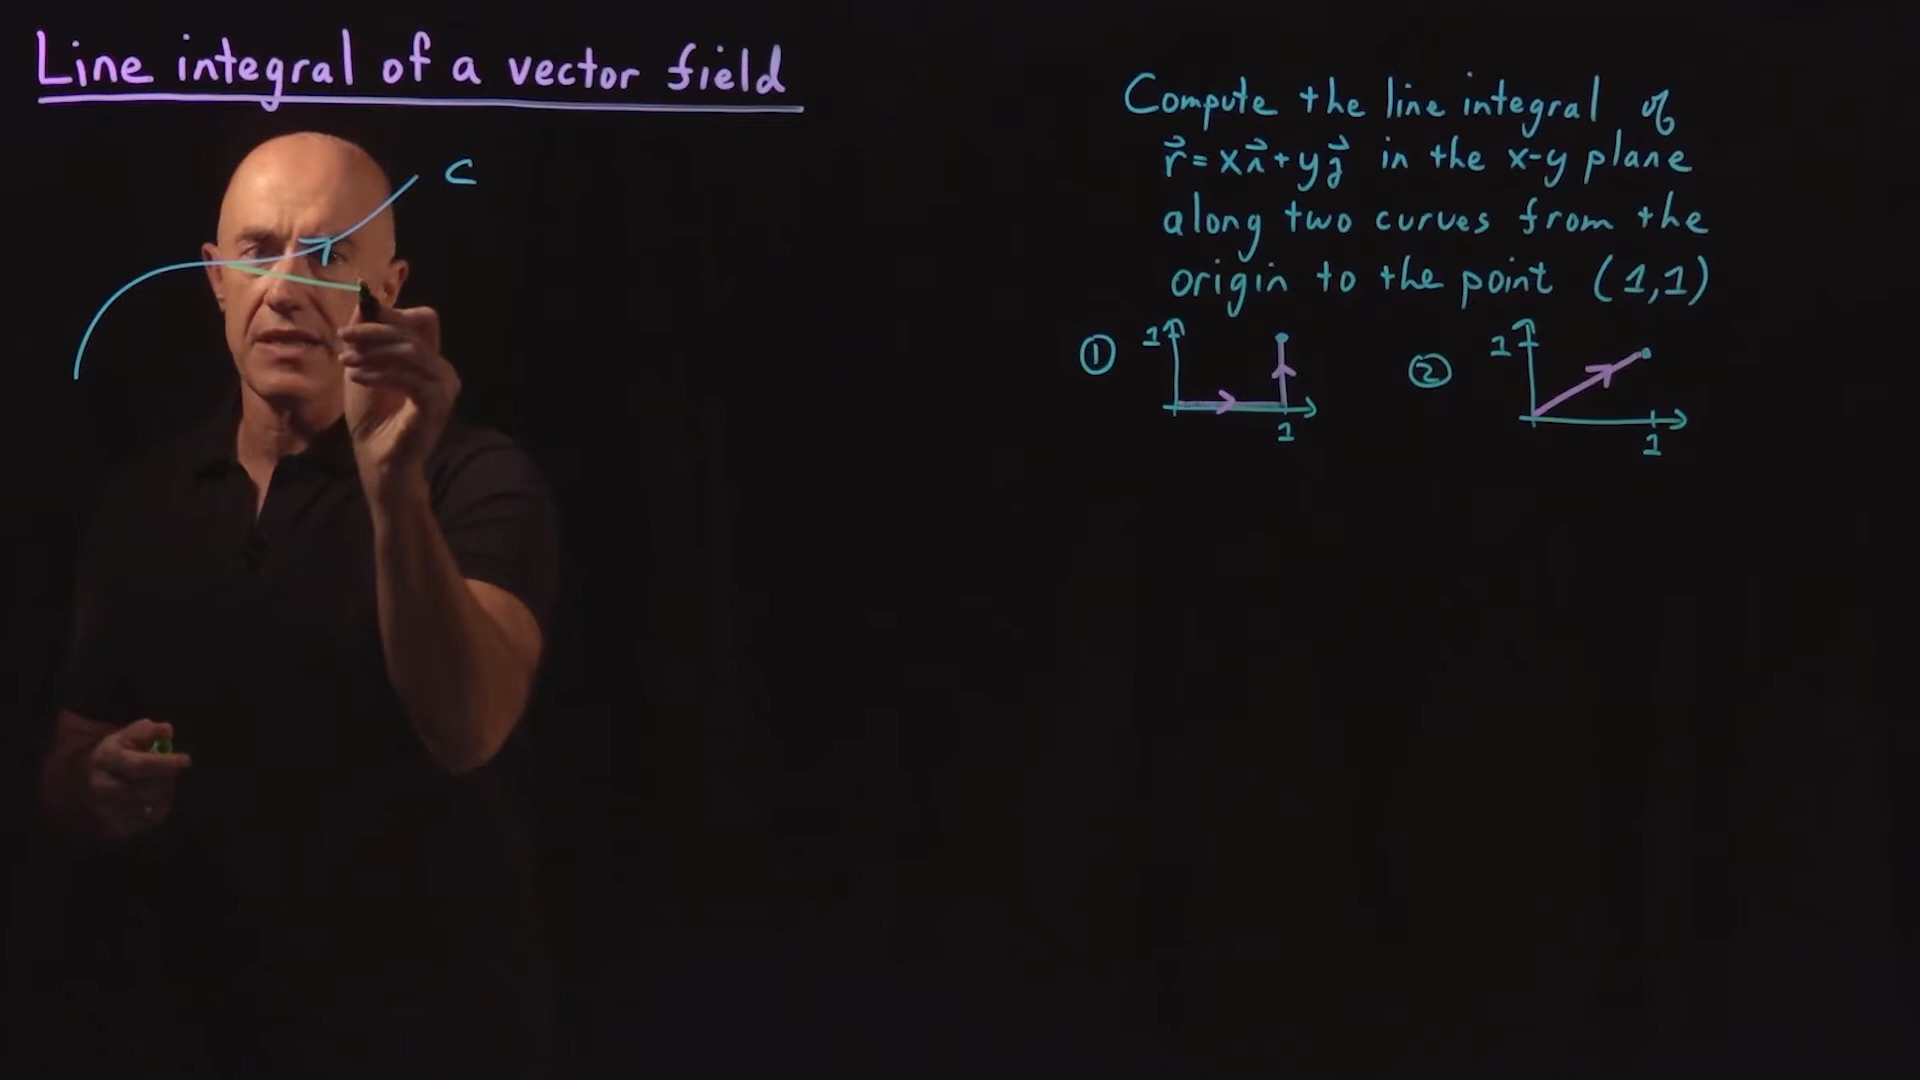 Line integral of a vector field
C
Compute the line integral of
r⃗ = xi⃗ + yj⃗ in the x-y plane
along two curves from the
origin to the point (1,1)
① 1 1
② 1 1